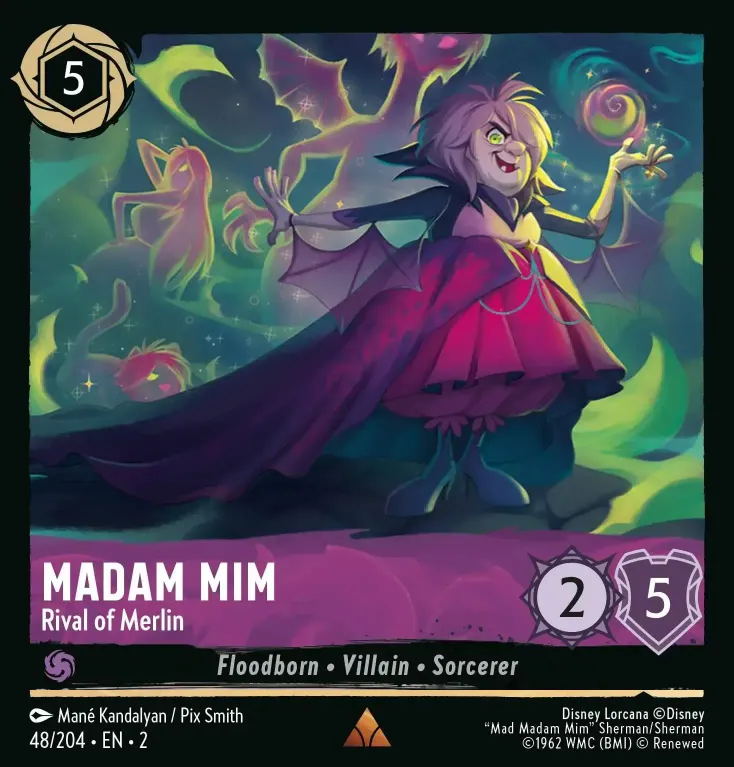 5
MADAM MIM
Rival of Merlin
2
5
Floodborn • Villain • Sorcerer
Mané Kandalyan / Pix Smith
48/204 • EN • 2
Disney Lorcana ©Disney
“Mad Madam Mim” Sherman/Sherman
©1962 WMC (BMI) © Renewed